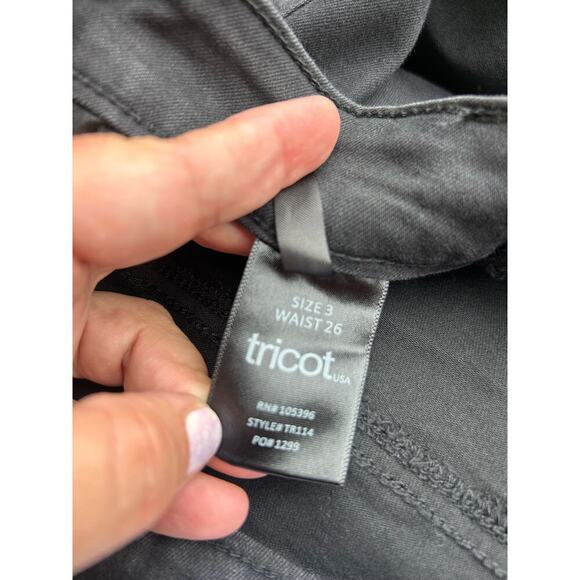 SIZE 3
WAIST 26
tricot USA
RN# 105396
STYLE# TR114
PO# 1299